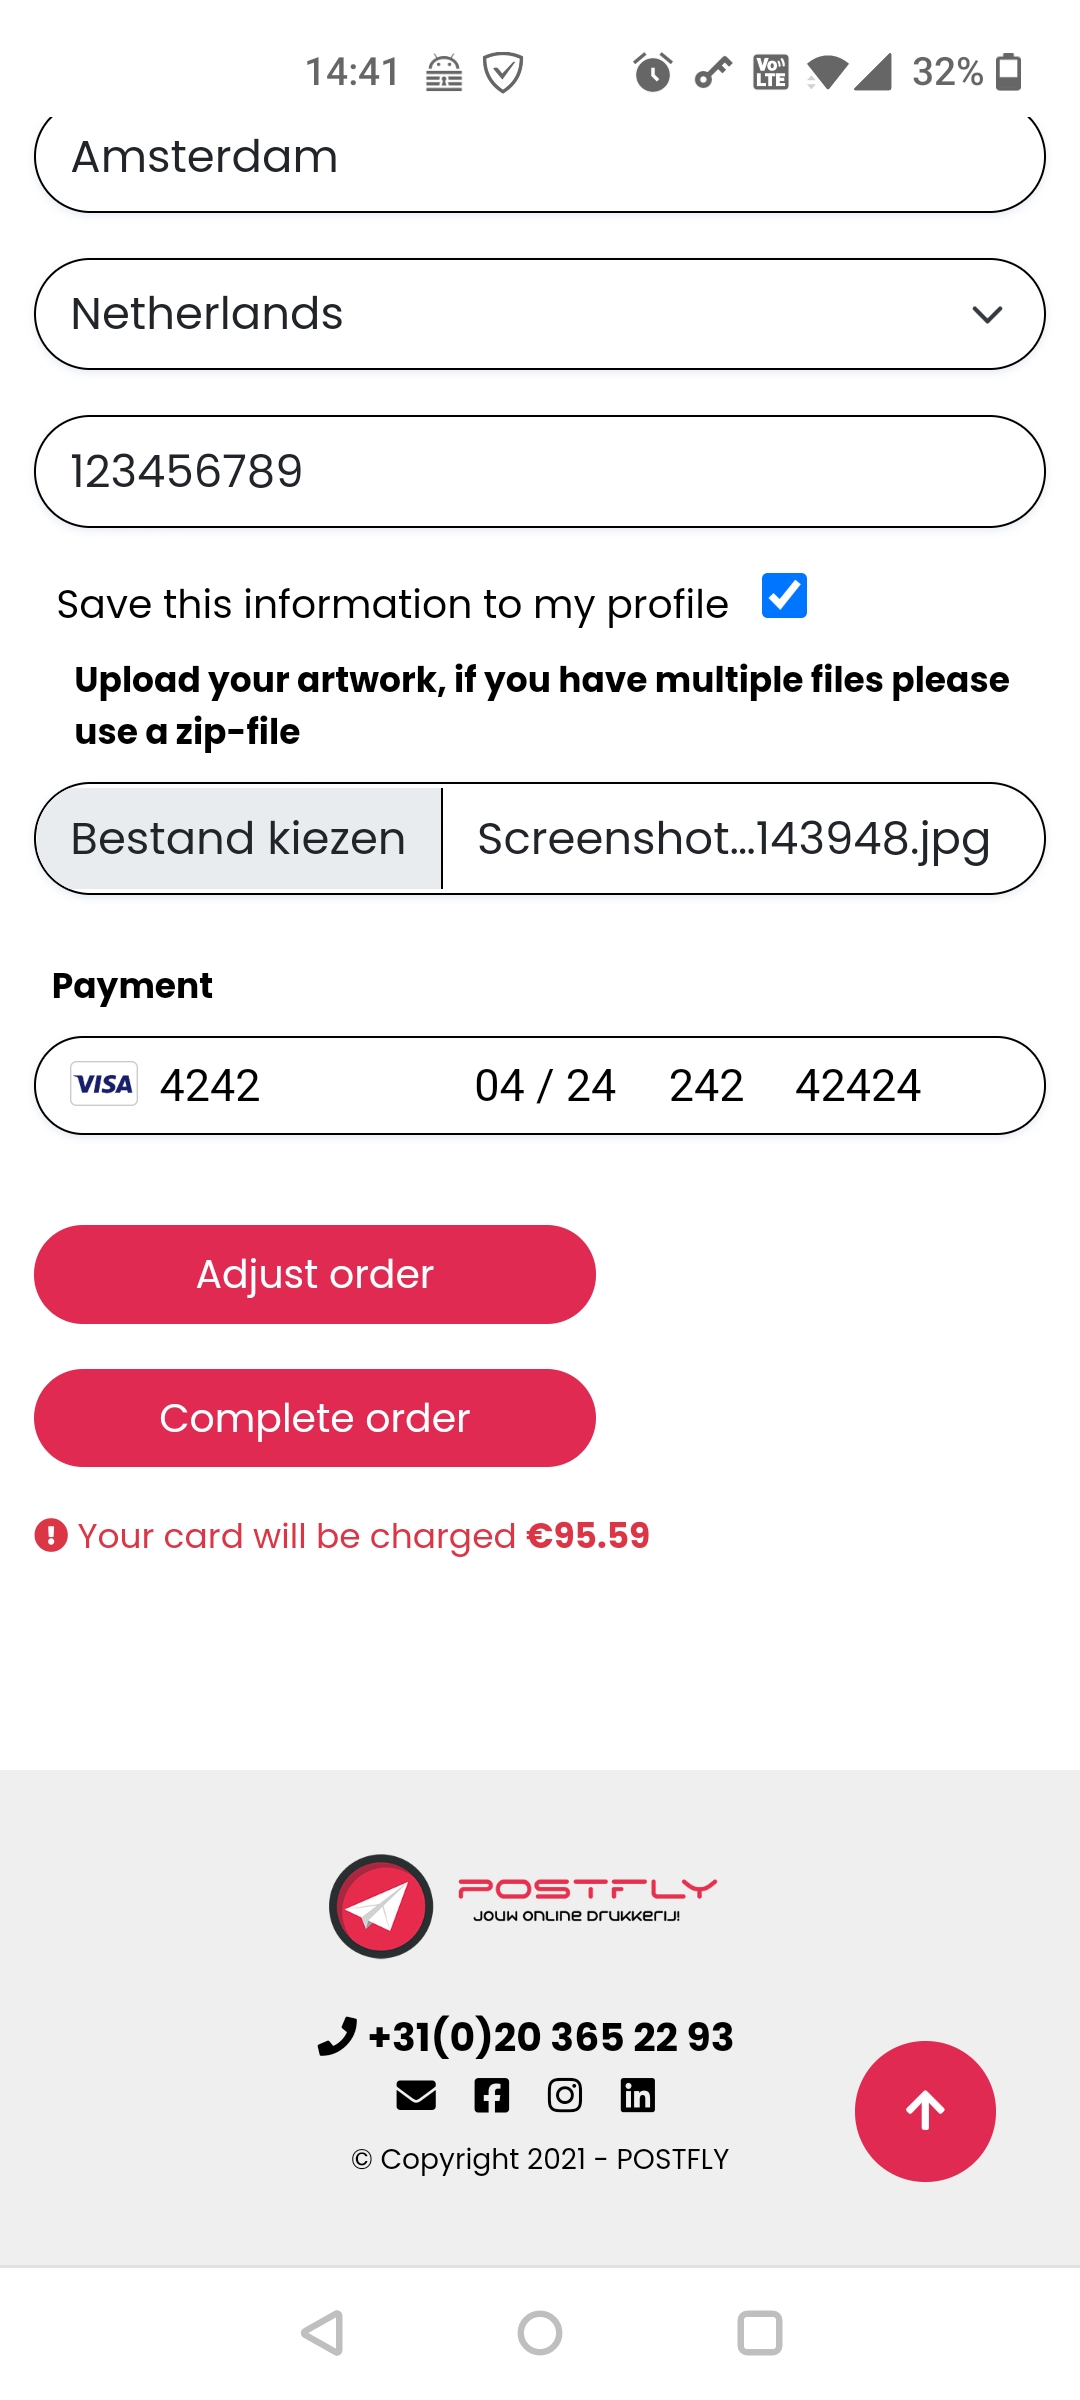 14:41
VoLTE
32%
Amsterdam
Netherlands
123456789
Save this information to my profile
Upload your artwork, if you have multiple files please
use a zip-file
Bestand kiezen Screenshot...143948.jpg
Payment
VISA 4242 04 / 24 242 42424
Adjust order
Complete order
Your card will be charged €95.59
POSTFLY
JOUW ONLINE DRUKKERIJ!
+31(0)20 365 22 93
© Copyright 2021 - POSTFLY